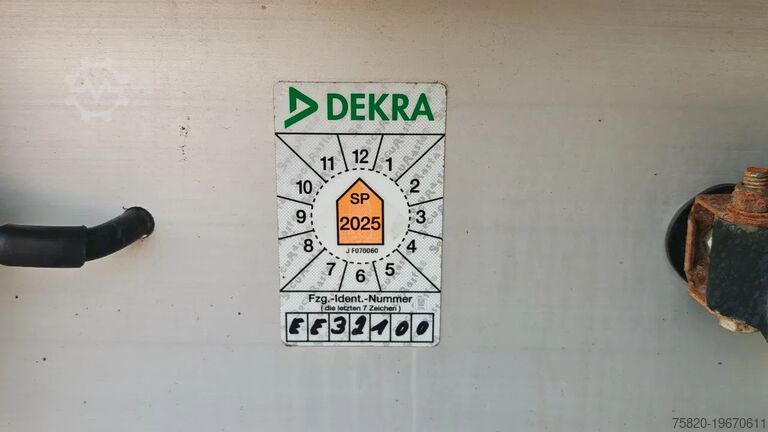 DEKRA
11 12 1
10 2
9 3
8 4
7 6 5
SP
2025
J F070060
Fzg.-Ident.-Nummer
(die letzten 7 Zeichen)
75820-19670611